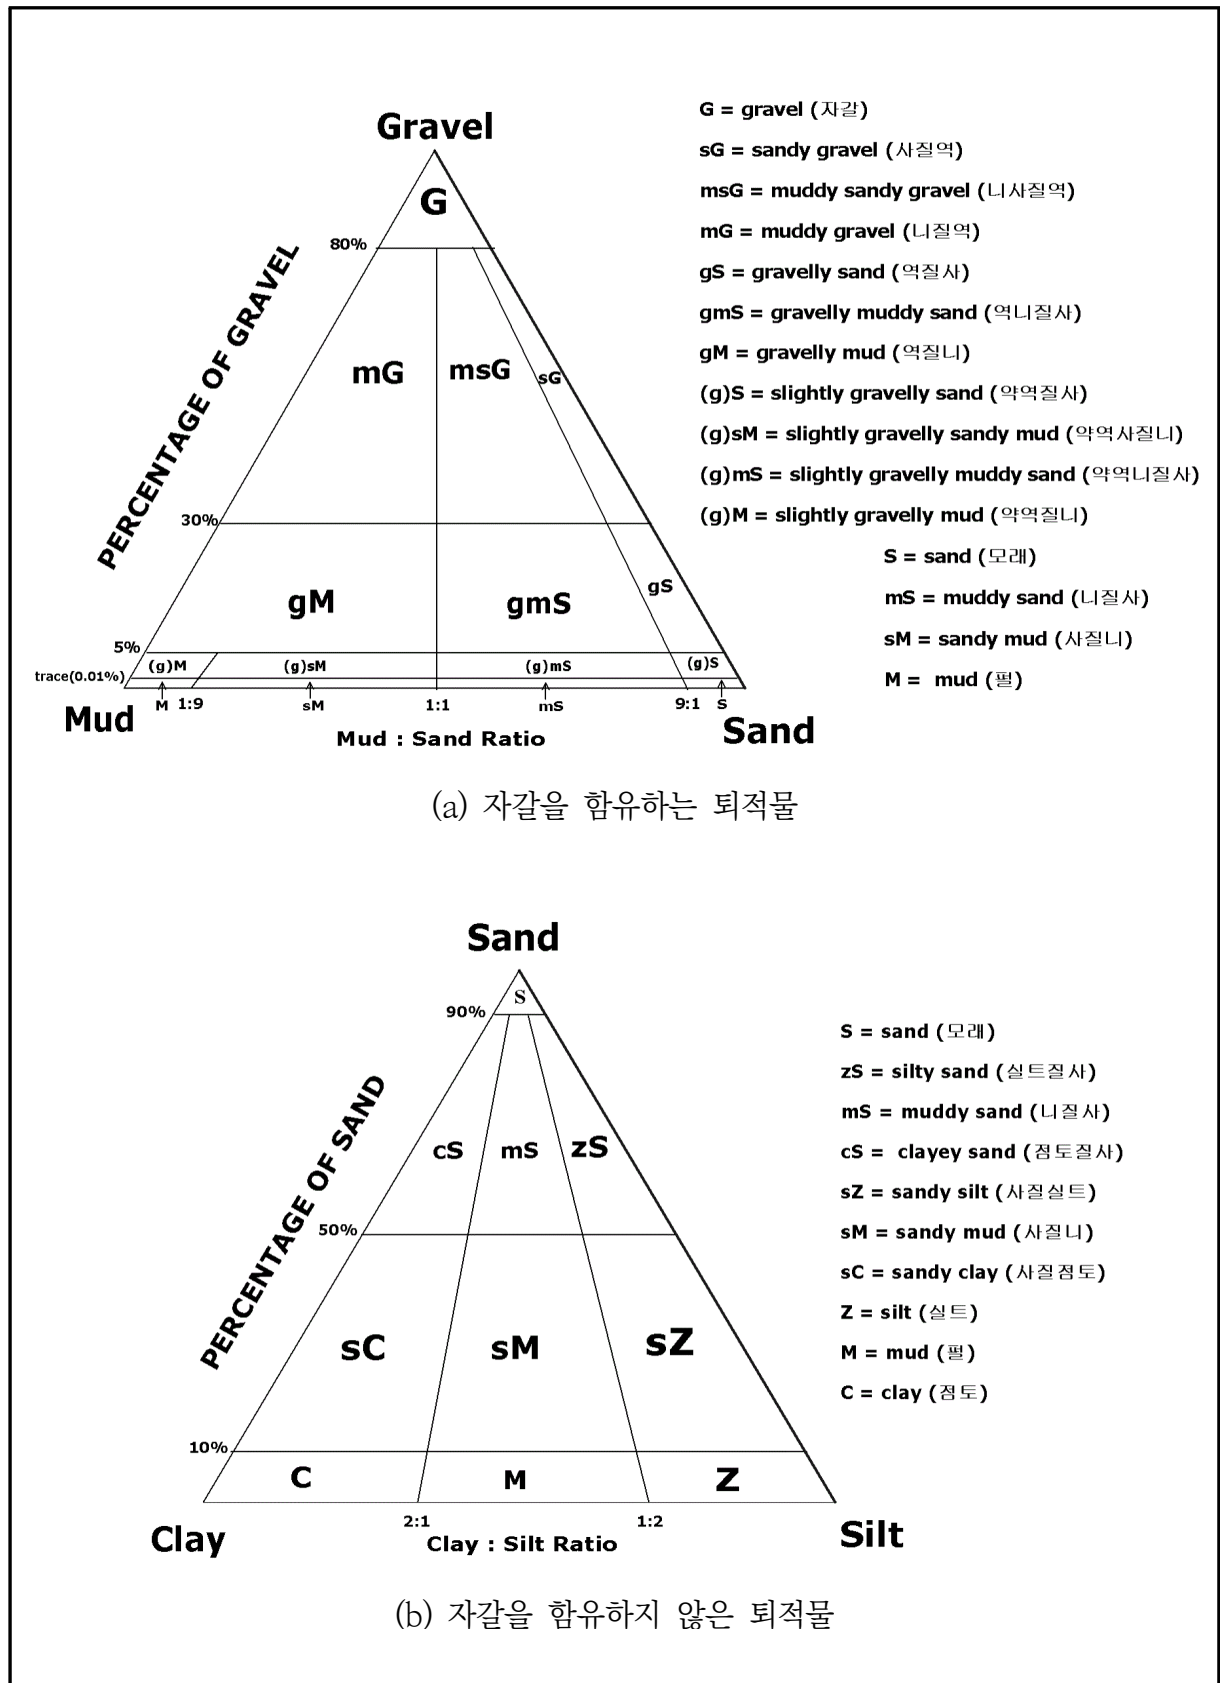 Gravel
G
80%
PERCENTAGE OF GRAVEL
mG
msG
sG
30%
gM
gmS
gS
5%
(g)M
(g)sM
(g)mS
(g)S
trace(0.01%)
M 1:9 sM 1:1 mS 9:1 S
Mud
Sand
Mud : Sand Ratio
G = gravel (자갈)
sG = sandy gravel (사질역)
msG = muddy sandy gravel (니사질역)
mG = muddy gravel (니질역)
gS = gravelly sand (역질사)
gmS = gravelly muddy sand (역니질사)
gM = gravelly mud (역질니)
(g)S = slightly gravelly sand (약역질사)
(g)sM = slightly gravelly sandy mud (약역사질니)
(g)mS = slightly gravelly muddy sand (약역니질사)
(g)M = slightly gravelly mud (약역질니)
S = sand (모래)
mS = muddy sand (니질사)
sM = sandy mud (사질니)
M = mud (펄)
(a) 자갈을 함유하는 퇴적물
Sand
S
90%
PERCENTAGE OF SAND
cS
mS
zS
50%
sC
sM
sZ
10%
C
M
Z
2:1
1:2
Clay
Clay : Silt Ratio
Silt
S = sand (모래)
zS = silty sand (실트질사)
mS = muddy sand (니질사)
cS = clayey sand (점토질사)
sZ = sandy silt (사질실트)
sM = sandy mud (사질니)
sC = sandy clay (사질점토)
Z = silt (실트)
M = mud (펄)
C = clay (점토)
(b) 자갈을 함유하지 않은 퇴적물